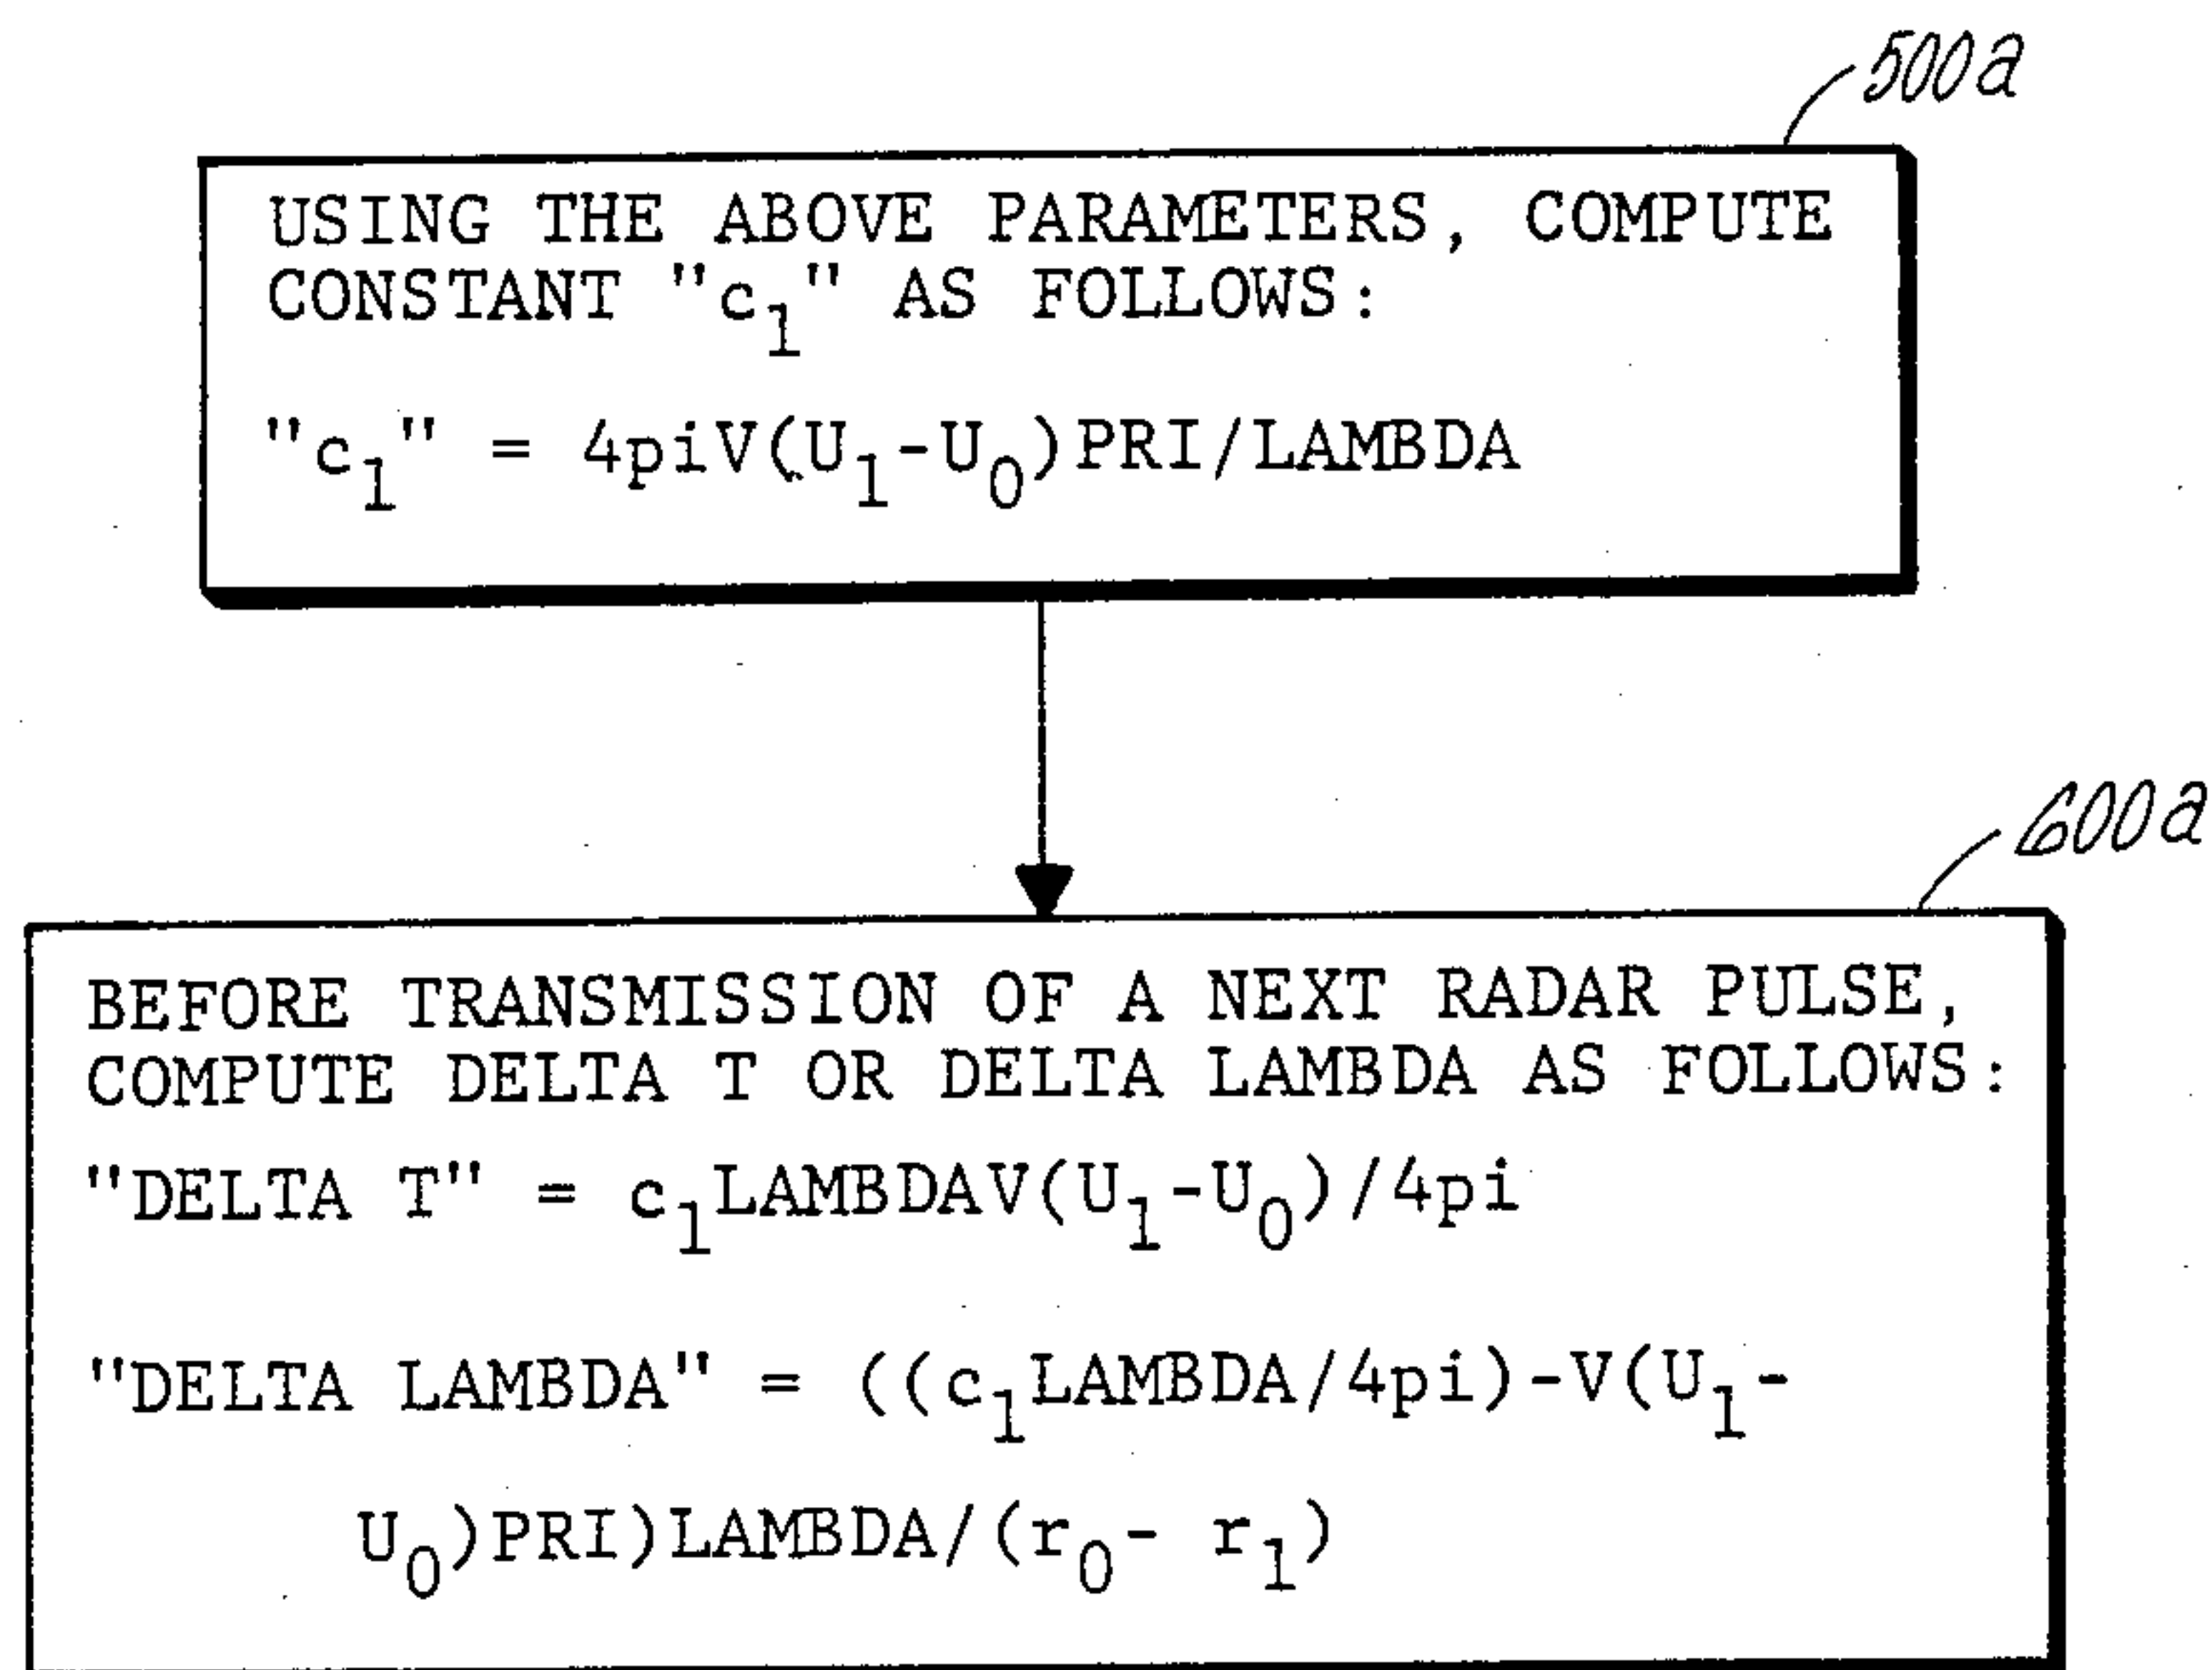 500a
USING THE ABOVE PARAMETERS, COMPUTE
CONSTANT "c₁" AS FOLLOWS:
"c₁" = 4piV(U₁-U₀)PRI/LAMBDA
600a
BEFORE TRANSMISSION OF A NEXT RADAR PULSE,
COMPUTE DELTA T OR DELTA LAMBDA AS FOLLOWS:
"DELTA T" = c₁LAMBDAV(U₁-U₀)/4pi
"DELTA LAMBDA" = ((c₁LAMBDA/4pi)-V(U₁-
U₀)PRI)LAMBDA/(r₀- r₁)